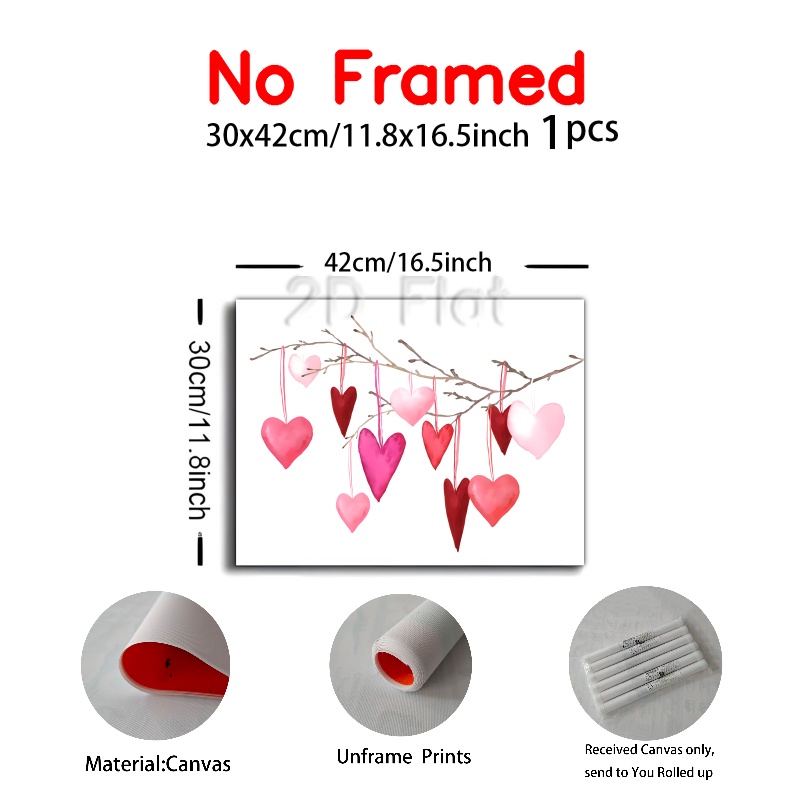 No Framed
30x42cm/11.8x16.5inch 1pcs
42cm/16.5inch
2D Flat
30cm/11.8inch
Material:Canvas
Unframe Prints
Received Canvas only,
send to You Rolled up